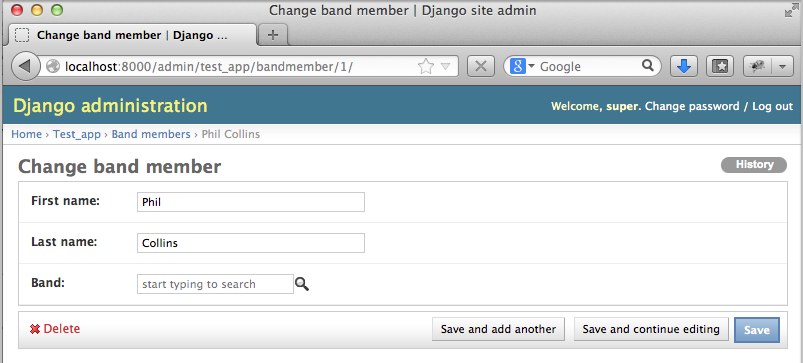 Change band member | Django site admin
Change band member | Django ...
localhost:8000/admin/test_app/bandmember/1/
Google
Django administration
Welcome, super. Change password / Log out
Home › Test_app › Band members › Phil Collins
Change band member
History
First name:
Phil
Last name:
Collins
Band:
start typing to search
Delete
Save and add another
Save and continue editing
Save